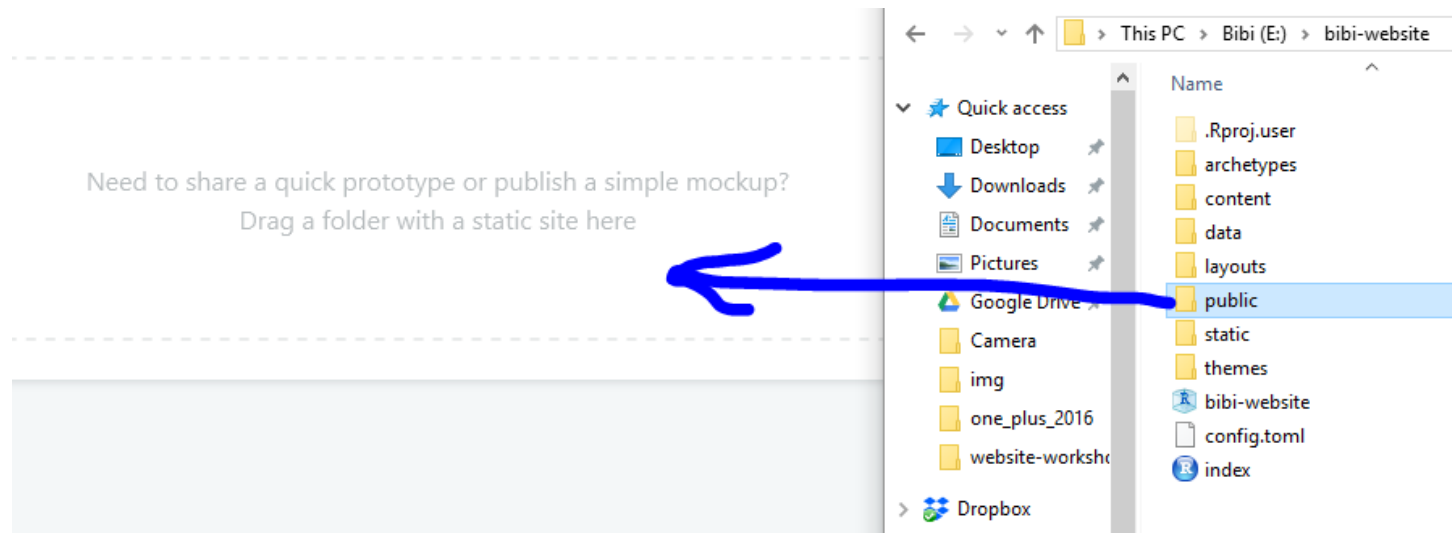 Need to share a quick prototype or publish a simple mockup?
Drag a folder with a static site here
This PC > Bibi (E:) > bibi-website
Name
Quick access
Desktop
Downloads
Documents
Pictures
Google Drive
Camera
img
one_plus_2016
website-worksho
Dropbox
.Rproj.user
archetypes
content
data
layouts
public
static
themes
bibi-website
config.toml
index